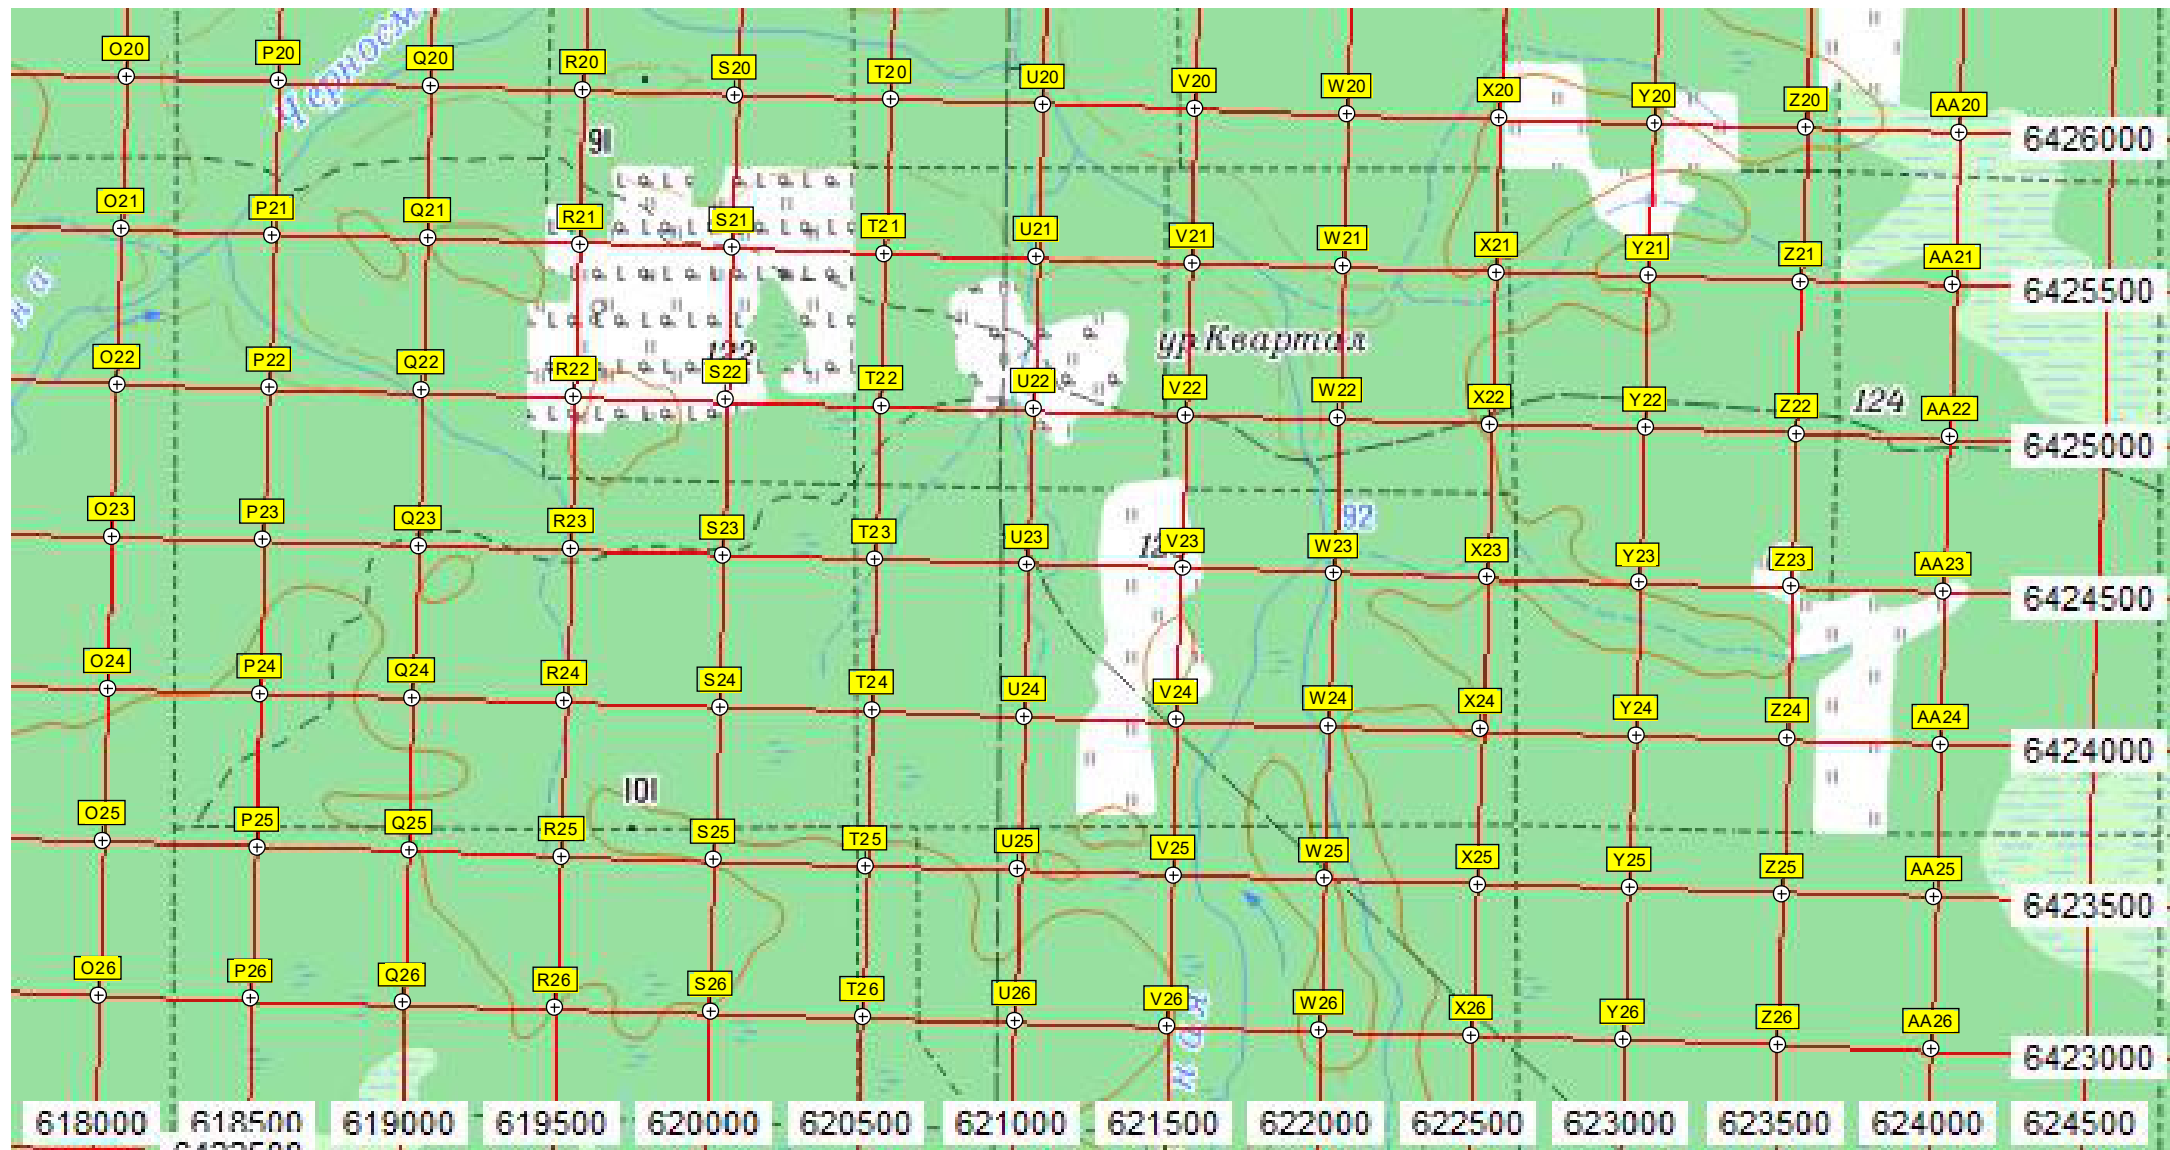 Черносм
O20 P20 Q20 R20 S20 T20 U20 V20 W20 X20 Y20 Z20 AA20
6426000
91
O21 P21 Q21 R21 S21 T21 U21 V21 W21 X21 Y21 Z21 AA21
6425500
на
ур Квартал
122
O22 P22 Q22 R22 S22 T22 U22 V22 W22 X22 Y22 Z22 AA22
124
6425000
92
O23 P23 Q23 R23 S23 T23 U23 V23 W23 X23 Y23 Z23 AA23
6424500
O24 P24 Q24 R24 S24 T24 U24 V24 W24 X24 Y24 Z24 AA24
6424000
101
O25 P25 Q25 R25 S25 T25 U25 V25 W25 X25 Y25 Z25 AA25
6423500
O26 P26 Q26 R26 S26 T26 U26 V26 W26 X26 Y26 Z26 AA26
6423000
618000 618500 619000 619500 620000 620500 621000 621500 622000 622500 623000 623500 624000 624500
6422500